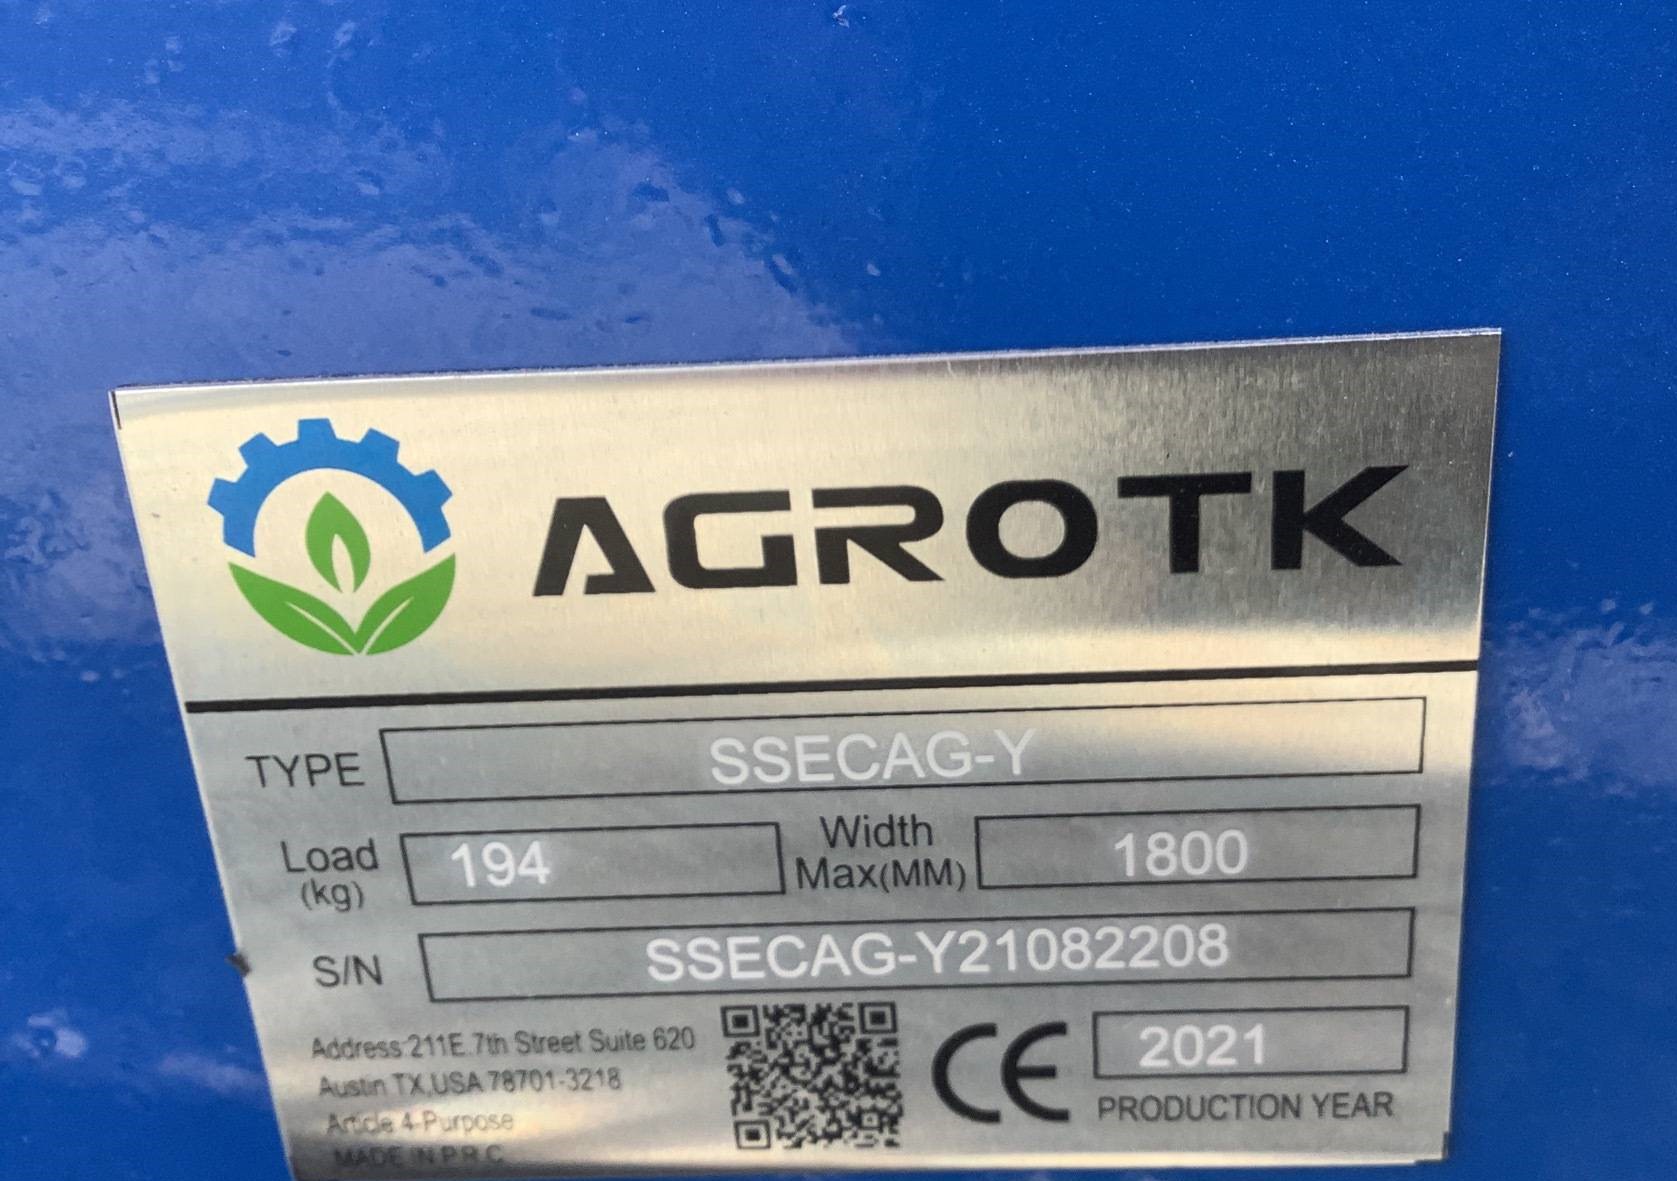 AGROTK
TYPE SSECAG-Y
Load (kg) 194 Width Max(MM) 1800
S/N SSECAG-Y21082208
Address:211E.7th Street Suite 620
Austin TX,USA 78701-3218
Article 4-Purpose
MADE IN P.R.C
CE 2021
PRODUCTION YEAR